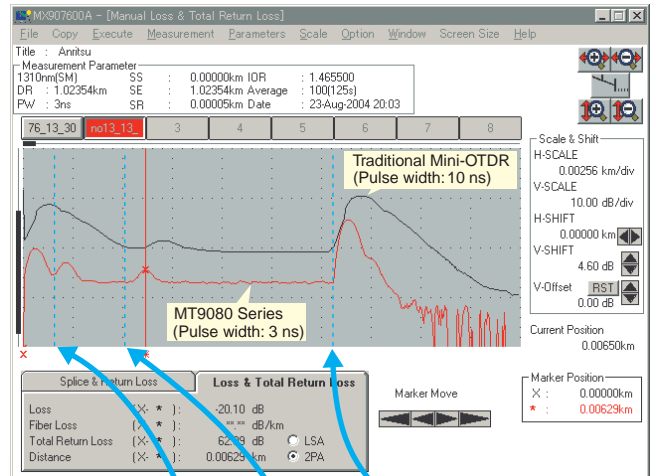 MX907600A - [Manual Loss & Total Return Loss]
File Copy Execute Measurement Parameters Scale Option Window Screen Size Help
Title : Anritsu
Measurement Parameter
1310nm(SM) SS : 0.00000km IOR : 1.465500
DR : 1.02354km SE : 1.02354km Average : 100(125s)
PW : 3ns SR : 0.00005km Date : 23-Aug-2004 20:03
76_13_30 no13_13_ 3 4 5 6 7 8
Traditional Mini-OTDR
(Pulse width: 10 ns)
MT9080 Series
(Pulse width: 3 ns)
Scale & Shift
H-SCALE
0.00256 km/div
V-SCALE
10.00 dB/div
H-SHIFT
0.00000 km
V-SHIFT
4.60 dB
V-Offset RST
0.00 dB
Current Position
0.00650km
Splice & Return Loss Loss & Total Return Loss
Loss (X- * ): -20.10 dB
Fiber Loss (X- * ): **.** dB/km
Total Return Loss (X- * ): dB LSA
Distance (X- * ): 0.00629 km 2PA
Marker Move
Marker Position
X : 0.00000km
* : 0.00629km